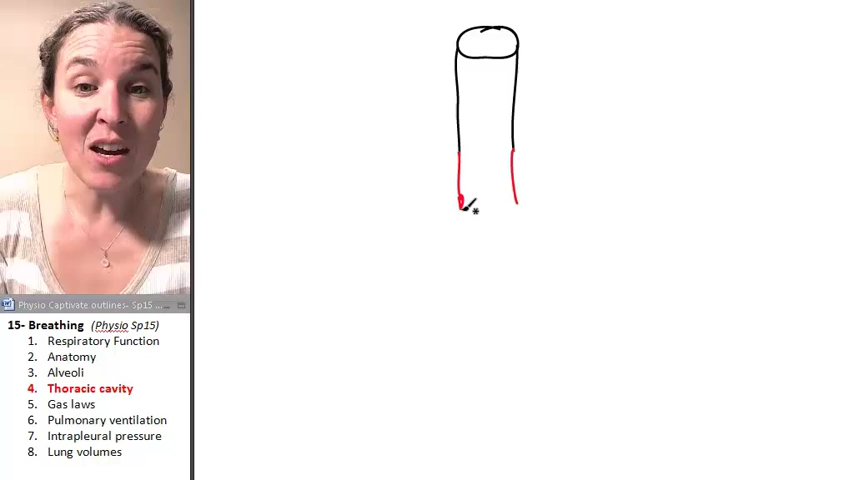 Physio Captivate outlines- Sp15 ...
15- Breathing (Physio Sp15)
1. Respiratory Function
2. Anatomy
3. Alveoli
4. Thoracic cavity
5. Gas laws
6. Pulmonary ventilation
7. Intrapleural pressure
8. Lung volumes